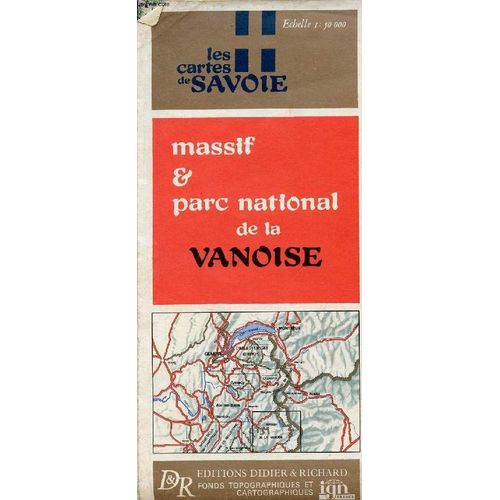 Echelle 1 : 50 000
les
cartes
de SAVOIE
massif
&
parc national
de la
VANOISE
D&R EDITIONS DIDIER & RICHARD
FONDS TOPOGRAPHIQUES ET
CARTOGRAPHIQUES
ign
FRANCE